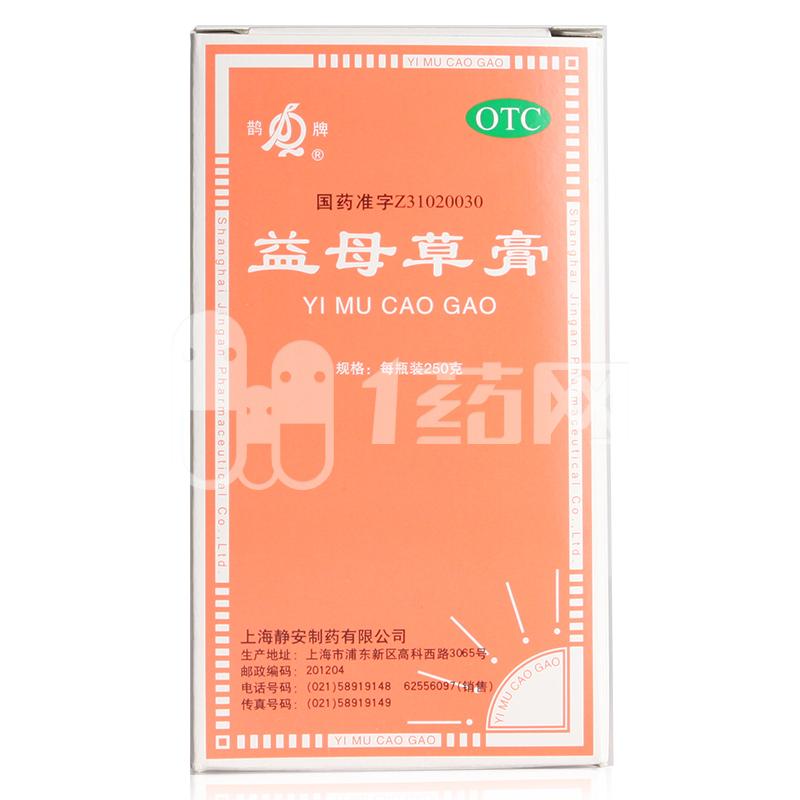 YI MU CAO GAO
鹊 牌
®
OTC
国药准字Z31020030
益母草膏
YI MU CAO GAO
规格：每瓶装250克
1药网
Shanghai Jingan Pharmaceutical Co.,Ltd.
Shanghai Jingan Pharmaceutical Co.,Ltd.
上海静安制药有限公司
生产地址：上海市浦东新区高科西路3065号
邮政编码：201204
电话号码：(021)58919148 62556097(销售)
传真号码：(021)58919149
YI MU CAO GAO
YI MU CAO GAO